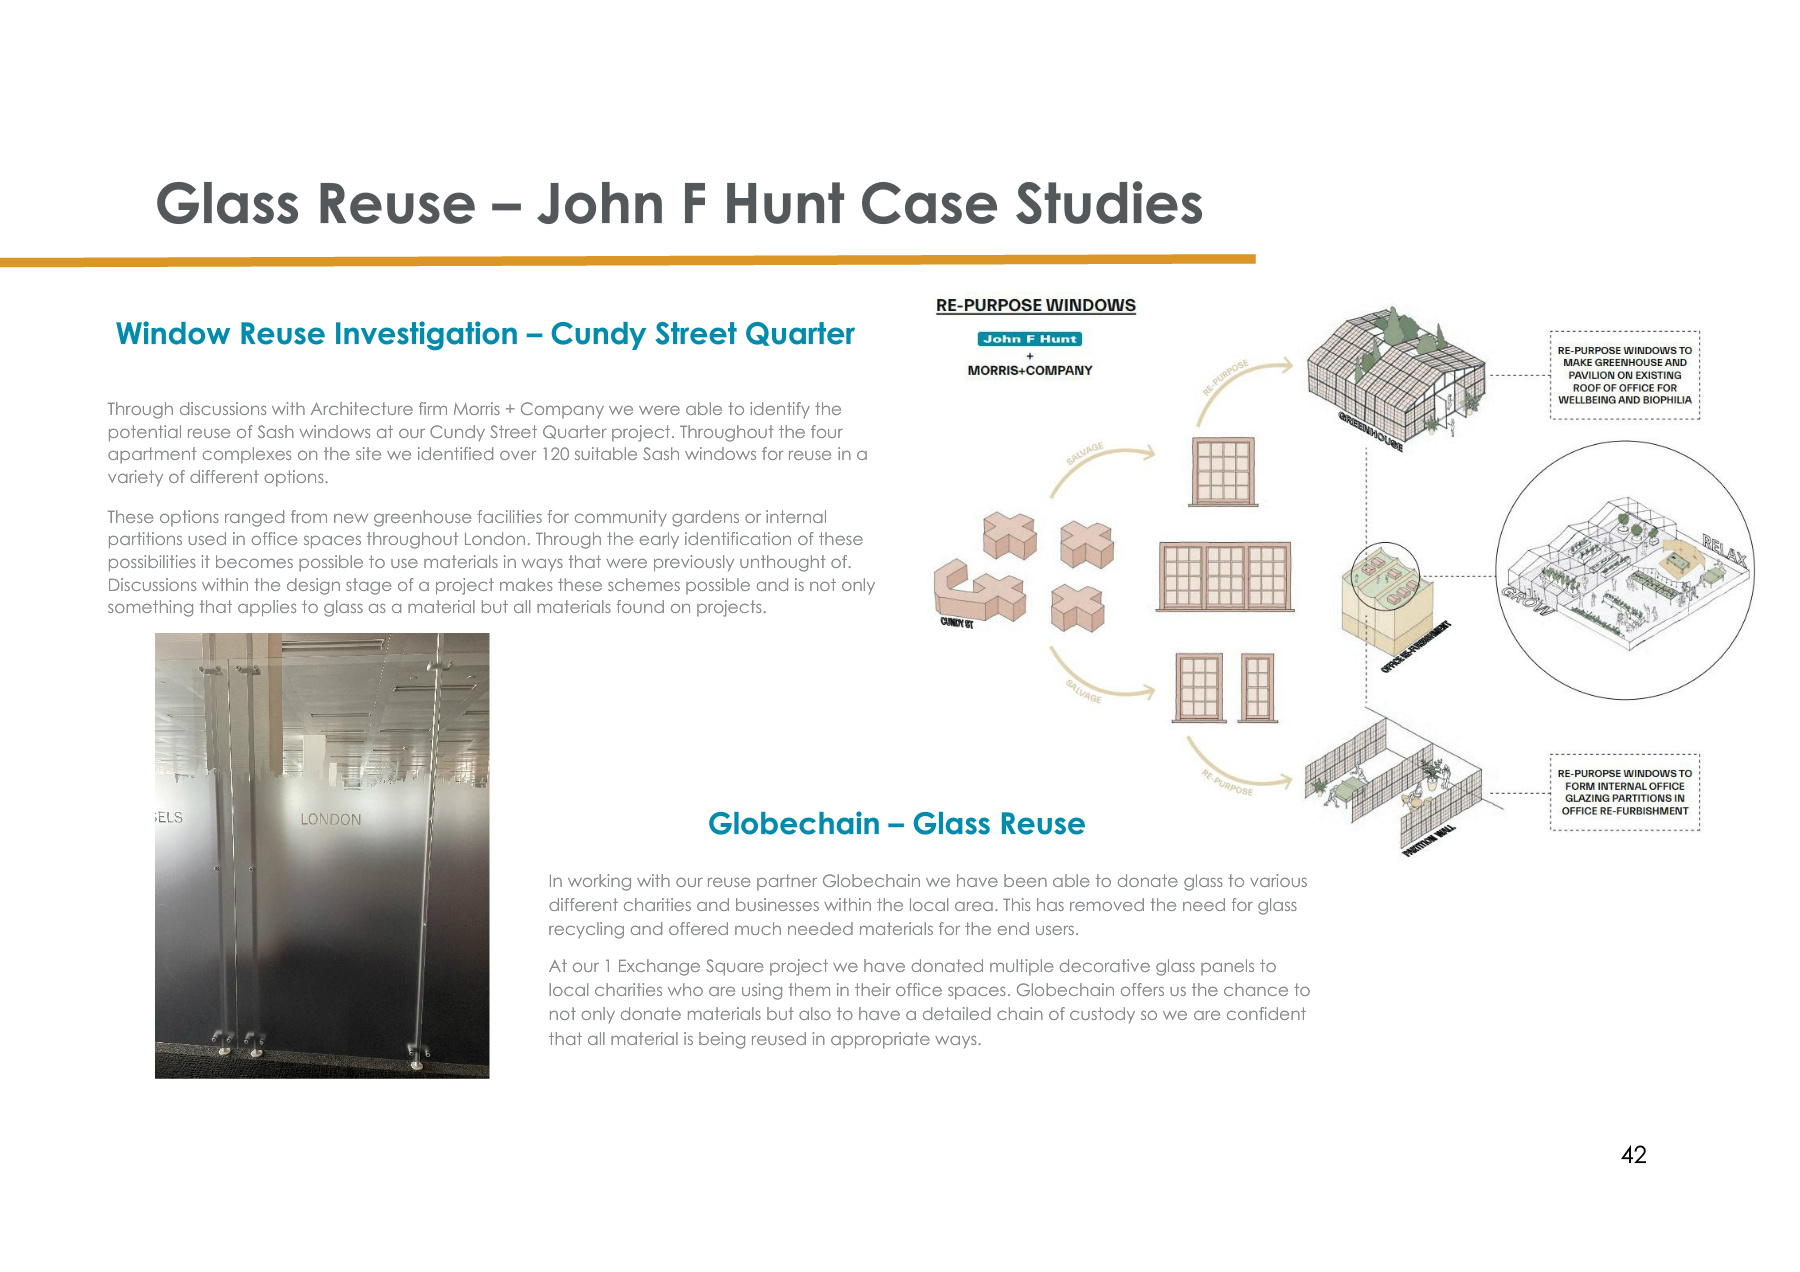 Glass Reuse – John F Hunt Case Studies
Window Reuse Investigation – Cundy Street Quarter
Through discussions with Architecture firm Morris + Company we were able to identify the
potential reuse of Sash windows at our Cundy Street Quarter project. Throughout the four
apartment complexes on the site we identified over 120 suitable Sash windows for reuse in a
variety of different options.
These options ranged from new greenhouse facilities for community gardens or internal
partitions used in office spaces throughout London. Through the early identification of these
possibilities it becomes possible to use materials in ways that were previously unthought of.
Discussions within the design stage of a project makes these schemes possible and is not only
something that applies to glass as a material but all materials found on projects.
RE-PURPOSE WINDOWS
John F Hunt
+
MORRIS+COMPANY
RE-PURPOSE
SALVAGE
GREENHOUSE
RE-PURPOSE WINDOWS TO
MAKE GREENHOUSE AND
PAVILION ON EXISTING
ROOF OF OFFICE FOR
WELLBEING AND BIOPHILIA
CUNDY ST
RELAX
GROW
OFFICE RE-FURBISHMENT
SALVAGE
RE-PURPOSE
PARTITION WALL
RE-PUROPSE WINDOWS TO
FORM INTERNAL OFFICE
GLAZING PARTITIONS IN
OFFICE RE-FURBISHMENT
SELS
LONDON
Globechain – Glass Reuse
In working with our reuse partner Globechain we have been able to donate glass to various
different charities and businesses within the local area. This has removed the need for glass
recycling and offered much needed materials for the end users.
At our 1 Exchange Square project we have donated multiple decorative glass panels to
local charities who are using them in their office spaces. Globechain offers us the chance to
not only donate materials but also to have a detailed chain of custody so we are confident
that all material is being reused in appropriate ways.
42